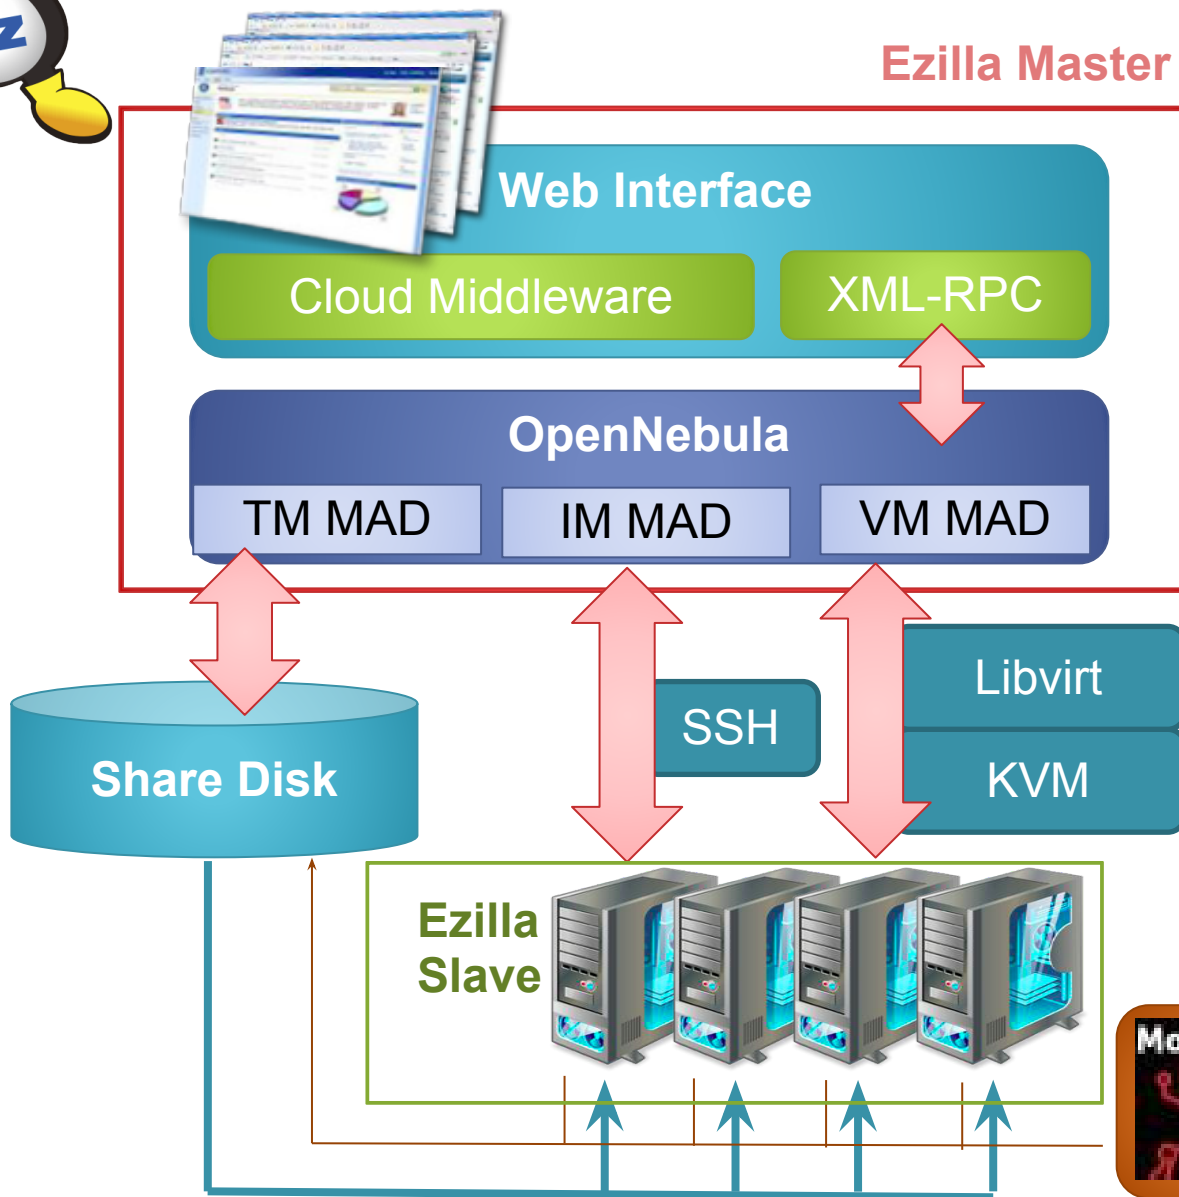 z
Ezilla Master
Web Interface
Cloud Middleware
XML-RPC
OpenNebula
TM MAD
IM MAD
VM MAD
Libvirt
SSH
KVM
Share Disk
Ezilla
Slave
Mo